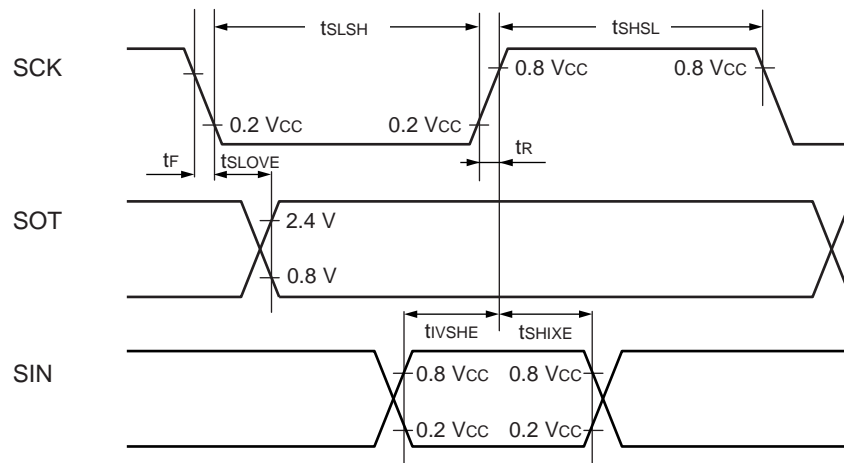 tSLSH tSHSL
SCK
0.8 VCC 0.8 VCC
0.2 VCC 0.2 VCC
tF tSLOVE tR
SOT
2.4 V
0.8 V
tIVSHE tSHIXE
SIN
0.8 VCC 0.8 VCC
0.2 VCC 0.2 VCC